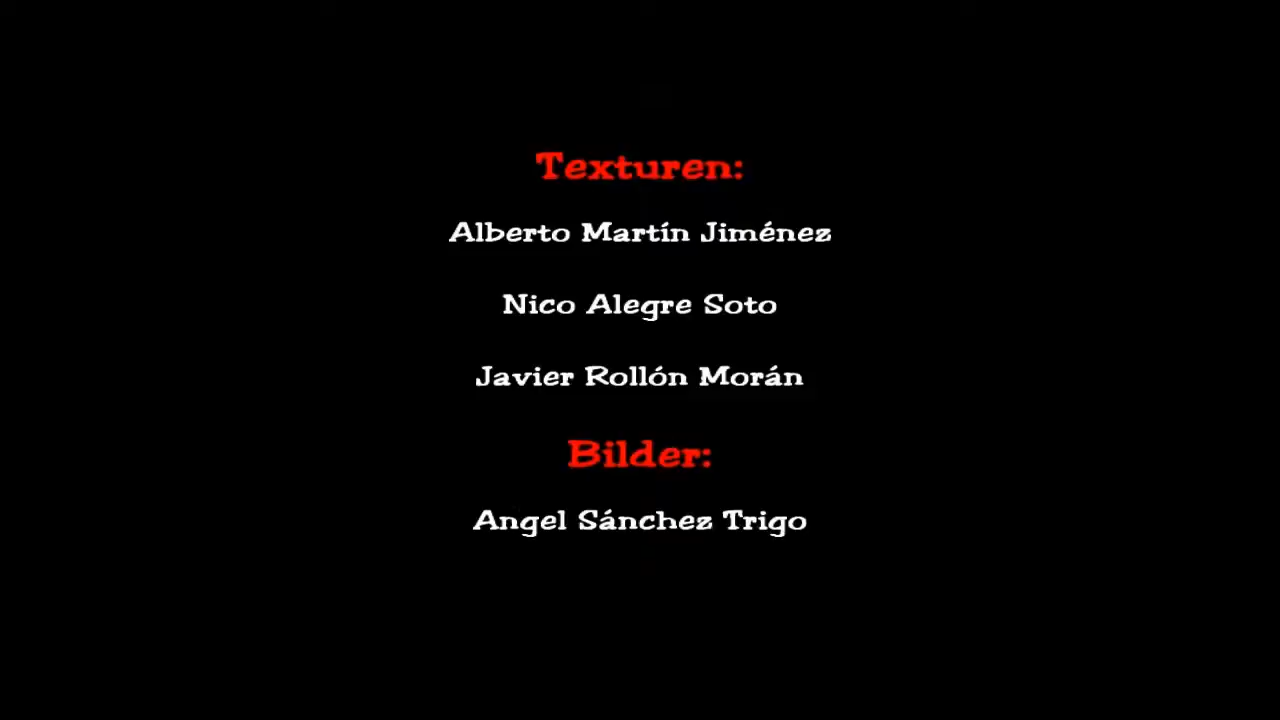 Texturen:
Alberto Martín Jiménez
Nico Alegre Soto
Javier Rollón Morán
Bilder:
Angel Sánchez Trigo